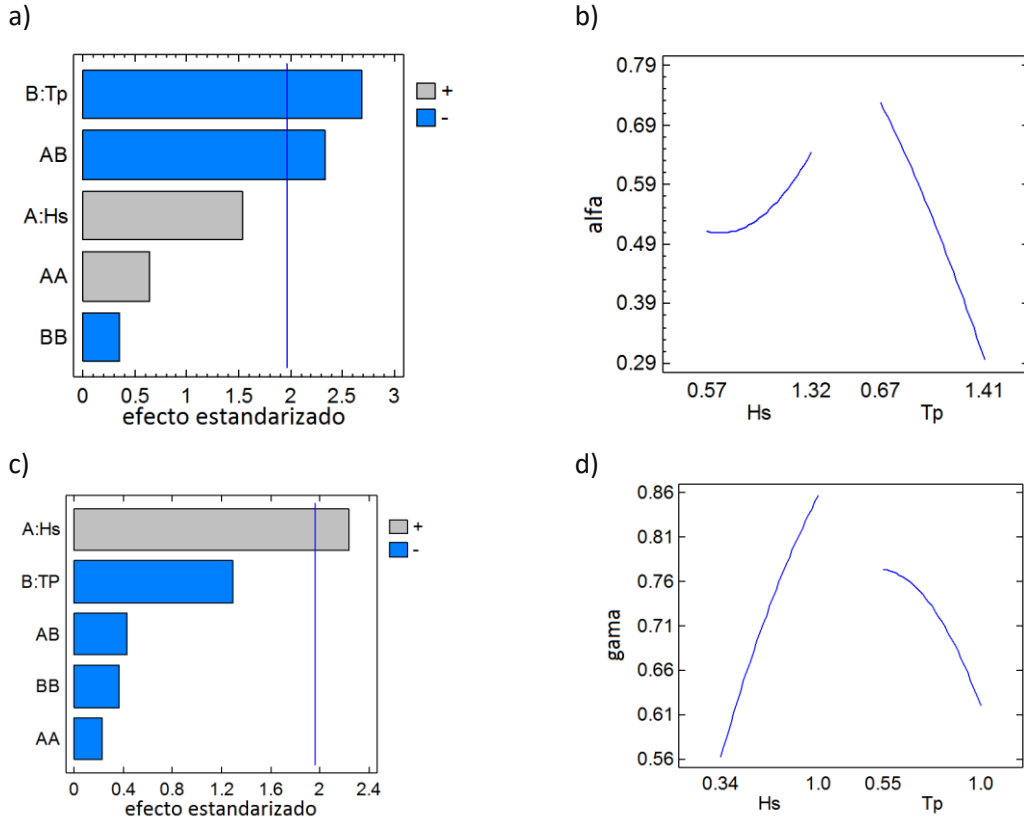 a)
B:Tp
AB
A:Hs
AA
BB
0 0.5 1 1.5 2 2.5 3
efecto estandarizado
+
-
b)
alfa
0.79
0.69
0.59
0.49
0.39
0.29
0.57 1.32 0.67 1.41
Hs Tp
c)
A:Hs
B:TP
AB
BB
AA
0 0.4 0.8 1.2 1.6 2 2.4
efecto estandarizado
+
-
d)
gama
0.86
0.81
0.76
0.71
0.66
0.61
0.56
0.34 1.0 0.55 1.0
Hs Tp